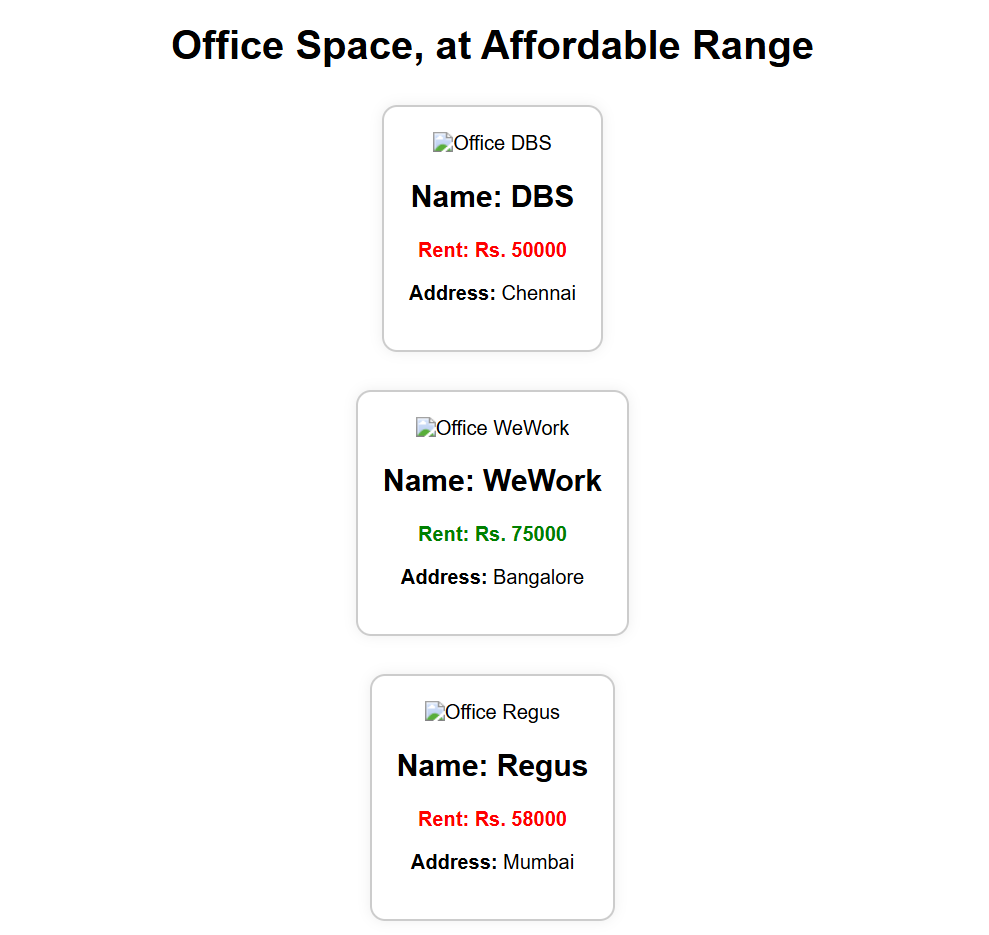 Office Space, at Affordable Range
Office DBS
Name: DBS
Rent: Rs. 50000
Address: Chennai
Office WeWork
Name: WeWork
Rent: Rs. 75000
Address: Bangalore
Office Regus
Name: Regus
Rent: Rs. 58000
Address: Mumbai